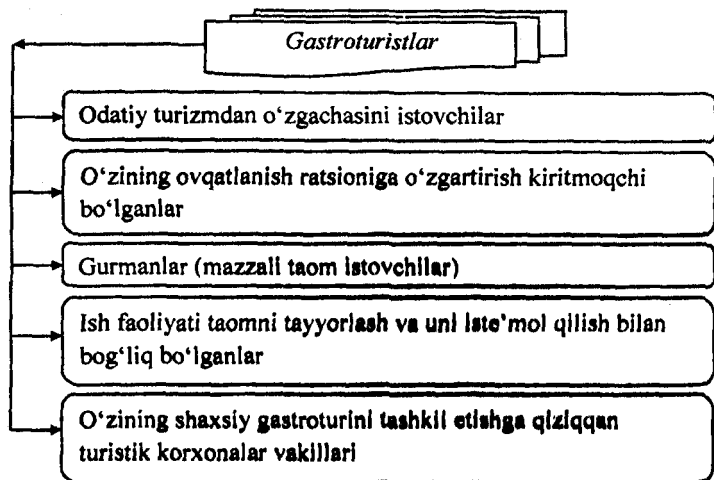 Gastroturistlar
Odatiy turizmdan o‘zgachasini istovchilar
O‘zining ovqatlanish ratsioniga o‘zgartirish kiritmoqchi
bo‘lganlar
Gurmanlar (mazzali taom istovchilar)
Ish faoliyati taomni tayyorlash va uni iste’mol qilish bilan
bog‘liq bo‘lganlar
O‘zining shaxsiy gastroturini tashkil etishga qiziqqan
turistik korxonalar vakillari